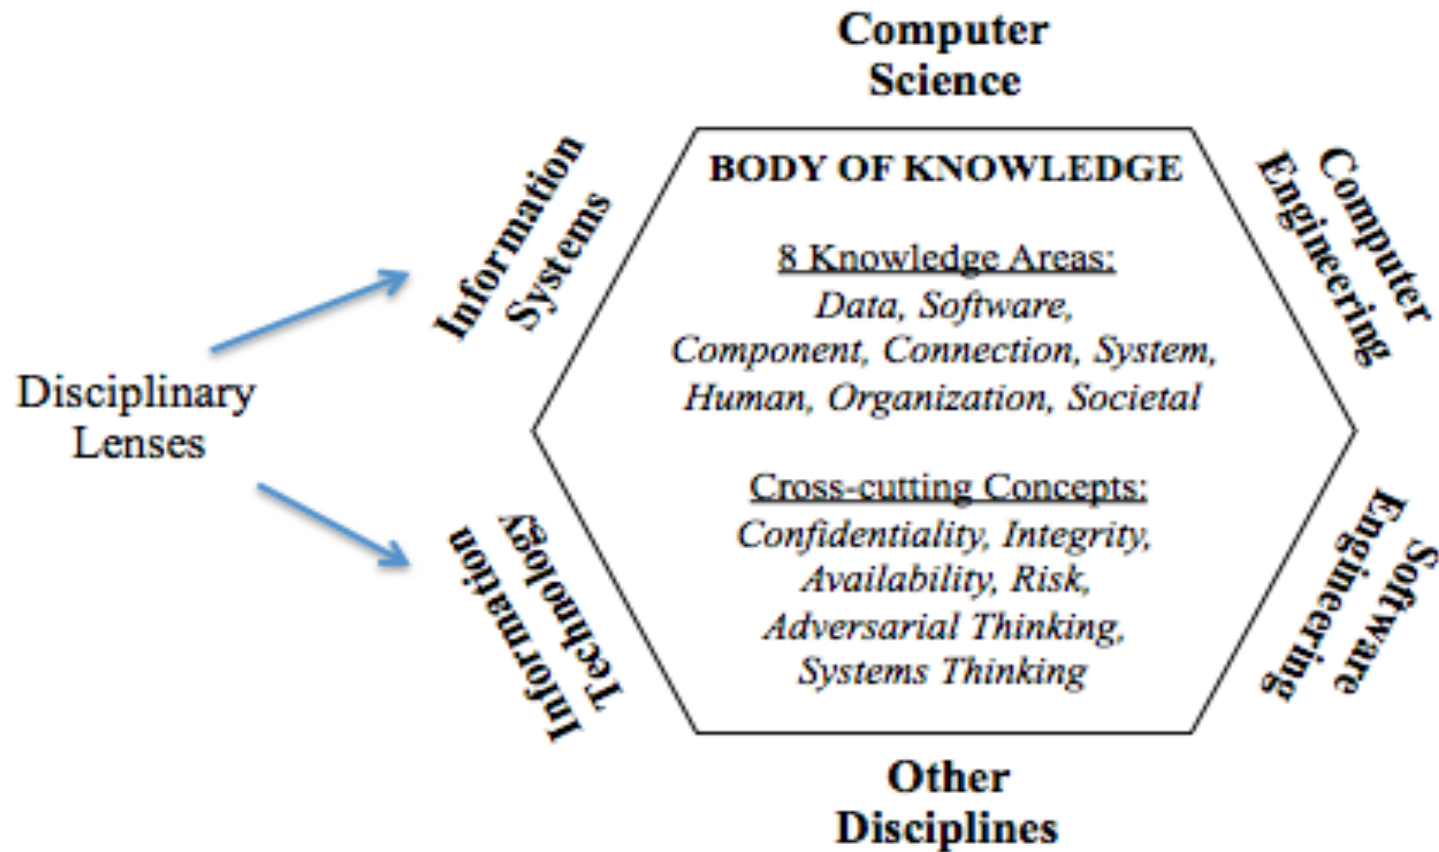 Computer
Science
Information
Systems
Computer
Engineering
BODY OF KNOWLEDGE
8 Knowledge Areas:
Data, Software,
Component, Connection, System,
Human, Organization, Societal
Disciplinary
Lenses
Cross-cutting Concepts:
Confidentiality, Integrity,
Availability, Risk,
Adversarial Thinking,
Systems Thinking
Information
Technology
Software
Engineering
Other
Disciplines